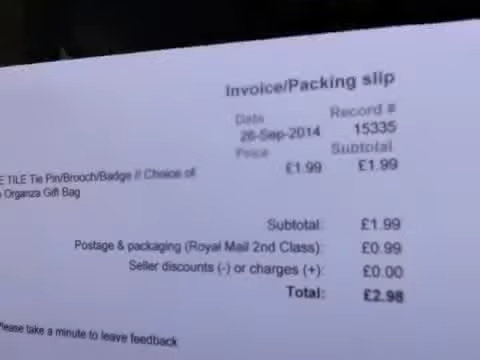 Invoice/Packing slip
Date Record #
26-Sep-2014 15335
Price Subtotal
E TILE Tie Pin/Brooch/Badge // Choice of £1.99 £1.99
Organza Gift Bag
Subtotal: £1.99
Postage & packaging (Royal Mail 2nd Class): £0.99
Seller discounts (-) or charges (+): £0.00
Total: £2.98
Please take a minute to leave feedback